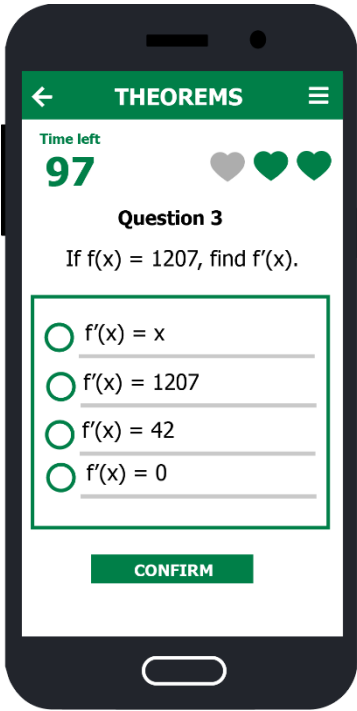 THEOREMS
Time left
97
Question 3
If f(x) = 1207, find f′(x).
f′(x) = x
f′(x) = 1207
f′(x) = 42
f′(x) = 0
CONFIRM